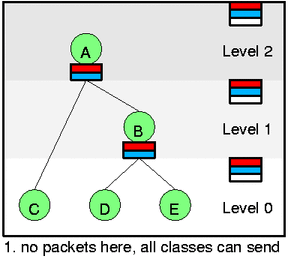 A
Level 2
B
Level 1
C
D
E
Level 0
1. no packets here, all classes can send